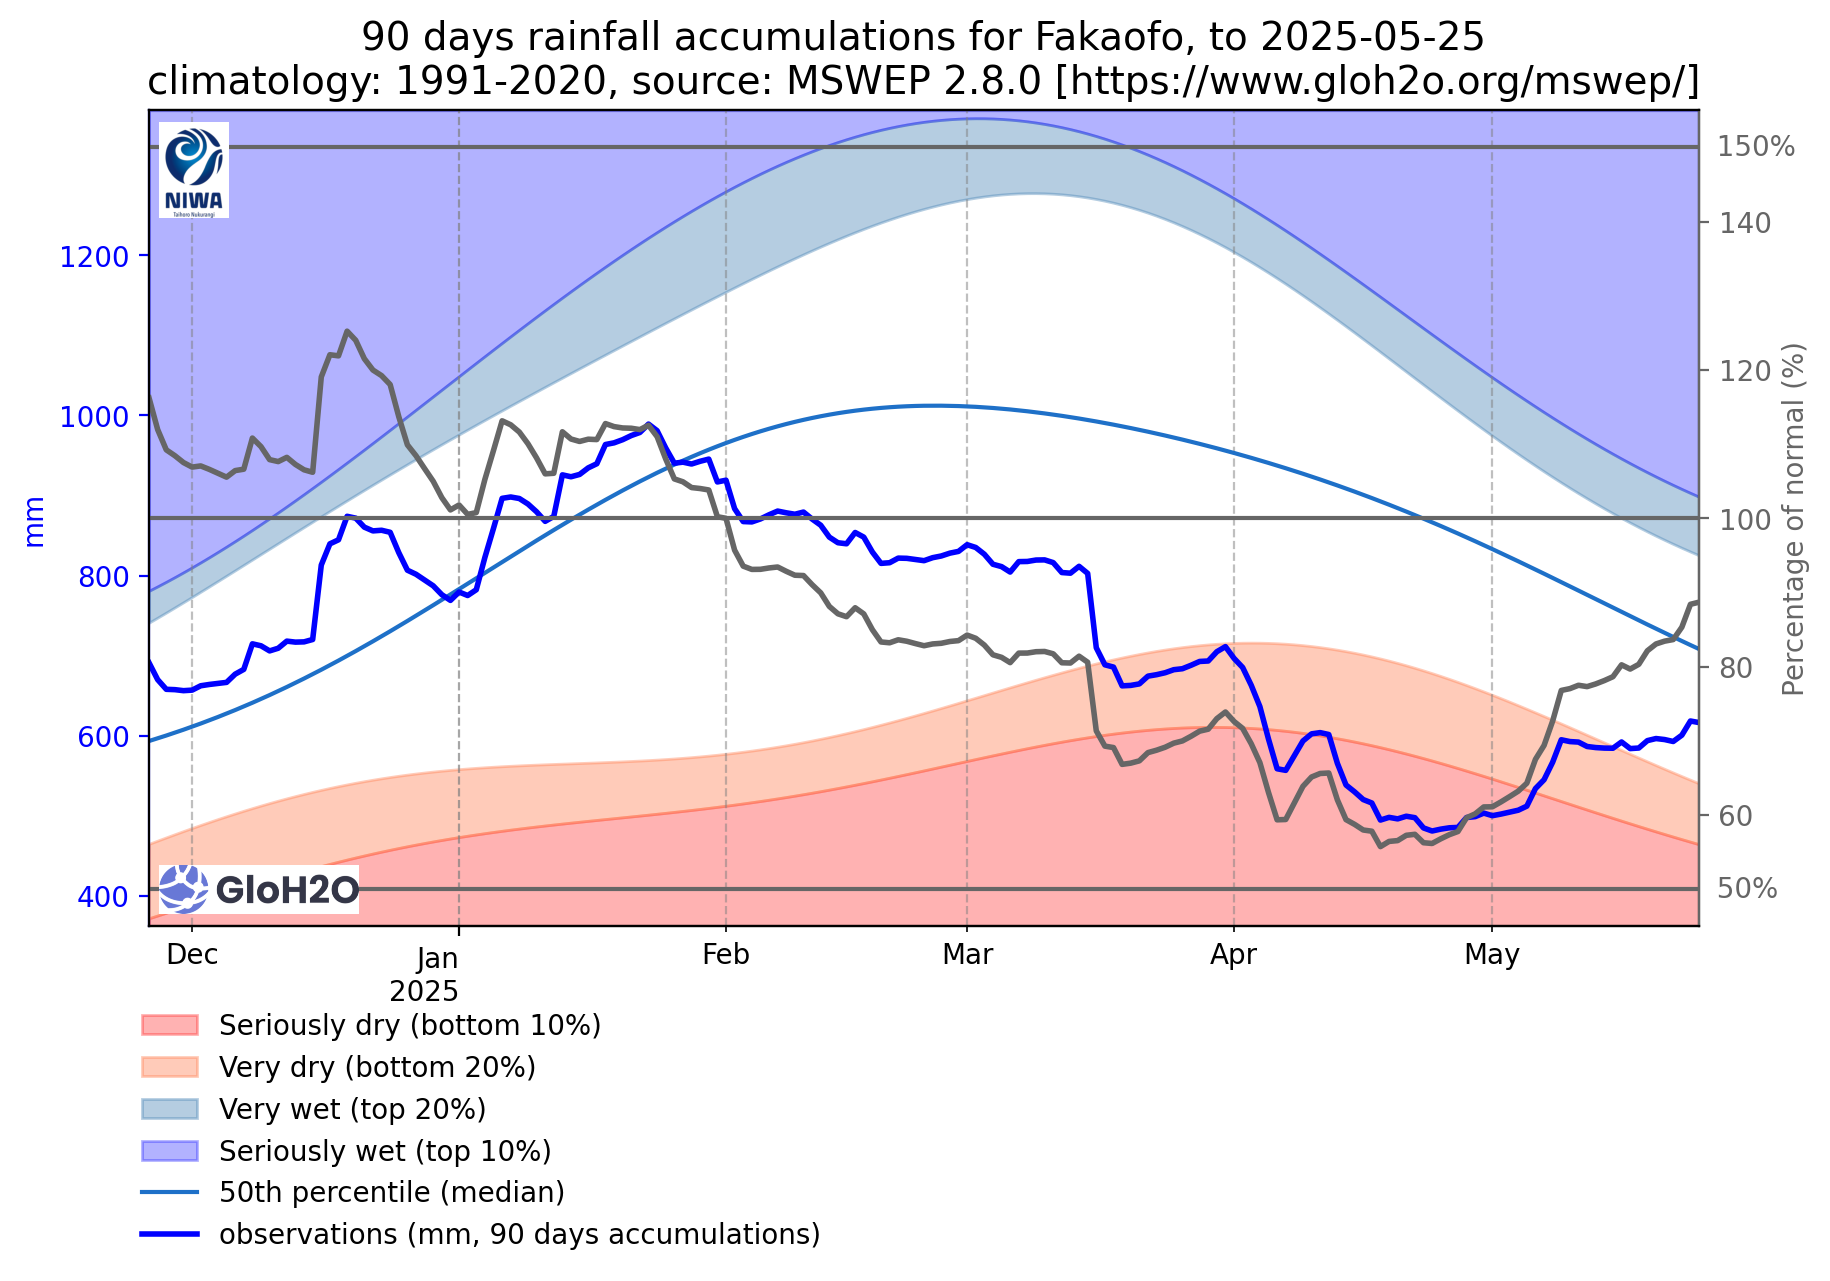 90 days rainfall accumulations for Fakaofo, to 2025-05-25
climatology: 1991-2020, source: MSWEP 2.8.0 [https://www.gloh2o.org/mswep/]
NIWA
Taihoro Nukurangi
GloH2O
mm
1200
1000
800
600
400
150%
140
120
100
80
60
50%
Percentage of normal (%)
Dec
Jan
2025
Feb
Mar
Apr
May
Seriously dry (bottom 10%)
Very dry (bottom 20%)
Very wet (top 20%)
Seriously wet (top 10%)
50th percentile (median)
observations (mm, 90 days accumulations)